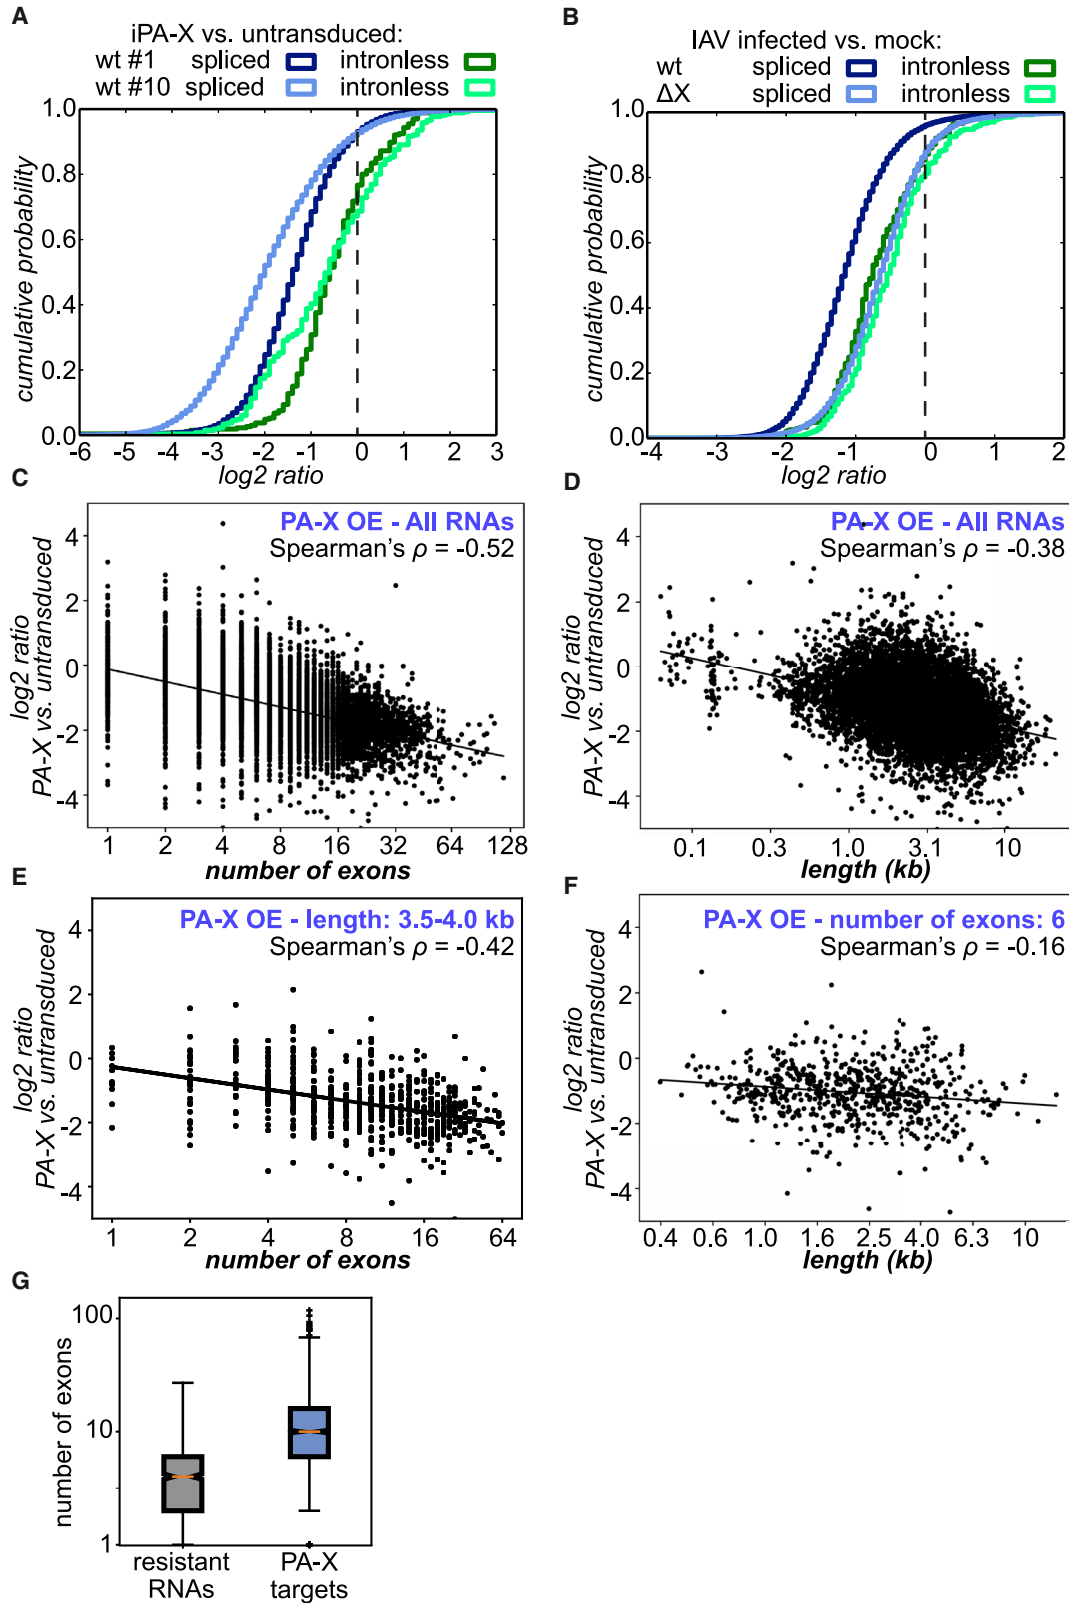 A
iPA-X vs. untransduced:
wt #1 spliced intronless
wt #10 spliced intronless
1.0
0.8
0.6
0.4
0.2
0.0
cumulative probability
-6 -5 -4 -3 -2 -1 0 1 2 3
log2 ratio
B
IAV infected vs. mock:
wt spliced intronless
ΔX spliced intronless
1.0
0.8
0.6
0.4
0.2
0.0
cumulative probability
-4 -3 -2 -1 0 1 2
log2 ratio
C
PA-X OE - All RNAs
Spearman's ρ = -0.52
4
2
0
-2
-4
log2 ratio
PA-X vs. untransduced
1 2 4 8 16 32 64 128
number of exons
D
PA-X OE - All RNAs
Spearman's ρ = -0.38
4
2
0
-2
-4
log2 ratio
PA-X vs. untransduced
0.1 0.3 1.0 3.1 10
length (kb)
E
PA-X OE - length: 3.5-4.0 kb
Spearman's ρ = -0.42
4
2
0
-2
-4
log2 ratio
PA-X vs. untransduced
1 2 4 8 16 64
number of exons
F
PA-X OE - number of exons: 6
Spearman's ρ = -0.16
4
2
0
-2
-4
log2 ratio
PA-X vs. untransduced
0.4 0.6 1.0 1.6 2.5 4.0 6.3 10
length (kb)
G
100
10
1
number of exons
resistant PA-X
RNAs targets